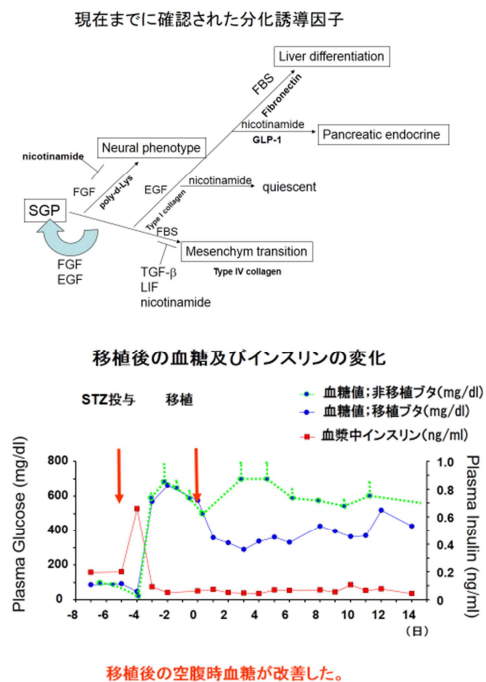 現在までに確認された分化誘導因子
Liver differentiation
FBS
Fibronectin
nicotinamide
GLP-1
Pancreatic endocrine
nicotinamide
Neural phenotype
FGF
poly-d-Lys
EGF
Type I collagen
nicotinamide
quiescent
SGP
FBS
Mesenchym transition
Type IV collagen
FGF
EGF
TGF-β
LIF
nicotinamide
移植後の血糖及びインスリンの変化
STZ投与 移植
血糖値;非移植ブタ(mg/dl)
血糖値;移植ブタ(mg/dl)
血漿中インスリン(ng/ml)
Plasma Glucose (mg/dl)
800
600
400
200
0
1.0
0.8
0.6
0.4
0.2
0
Plasma Insulin (ng/ml)
-8 -6 -4 -2 0 2 4 6 8 10 12 14
(日)
移植後の空腹時血糖が改善した。